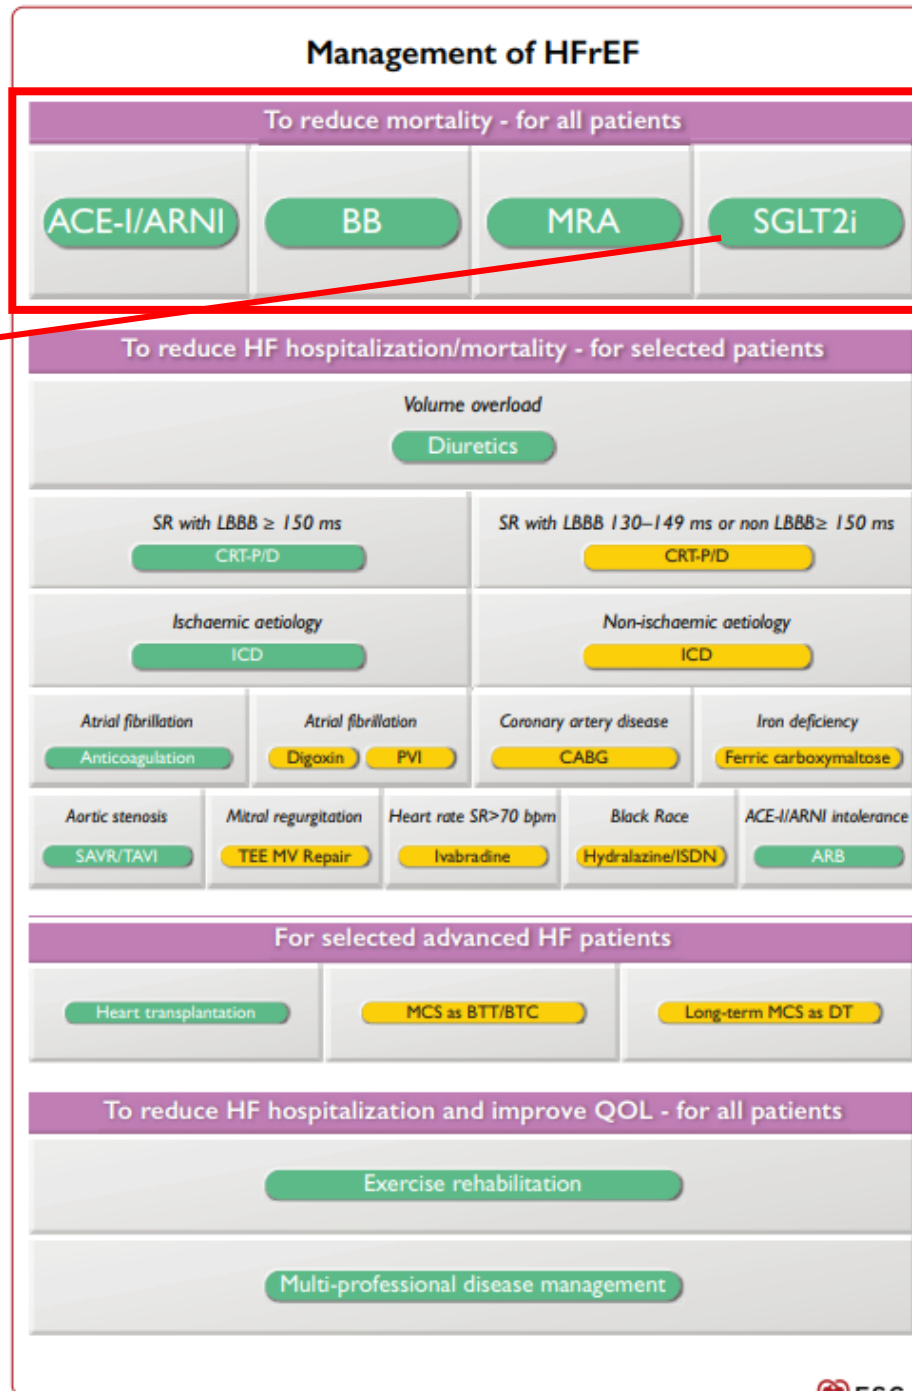 Management of HFrEF
To reduce mortality - for all patients
ACE-I/ARNI BB MRA SGLT2i
To reduce HF hospitalization/mortality - for selected patients
Volume overload
Diuretics
SR with LBBB ≥ 150 ms SR with LBBB 130–149 ms or non LBBB≥ 150 ms
CRT-P/D CRT-P/D
Ischaemic aetiology Non-ischaemic aetiology
ICD ICD
Atrial fibrillation Atrial fibrillation Coronary artery disease Iron deficiency
Anticoagulation Digoxin PVI CABG Ferric carboxymaltose
Aortic stenosis Mitral regurgitation Heart rate SR>70 bpm Black Race ACE-I/ARNI intolerance
SAVR/TAVI TEE MV Repair Ivabradine Hydralazine/ISDN ARB
For selected advanced HF patients
Heart transplantation MCS as BTT/BTC Long-term MCS as DT
To reduce HF hospitalization and improve QOL - for all patients
Exercise rehabilitation
Multi-professional disease management